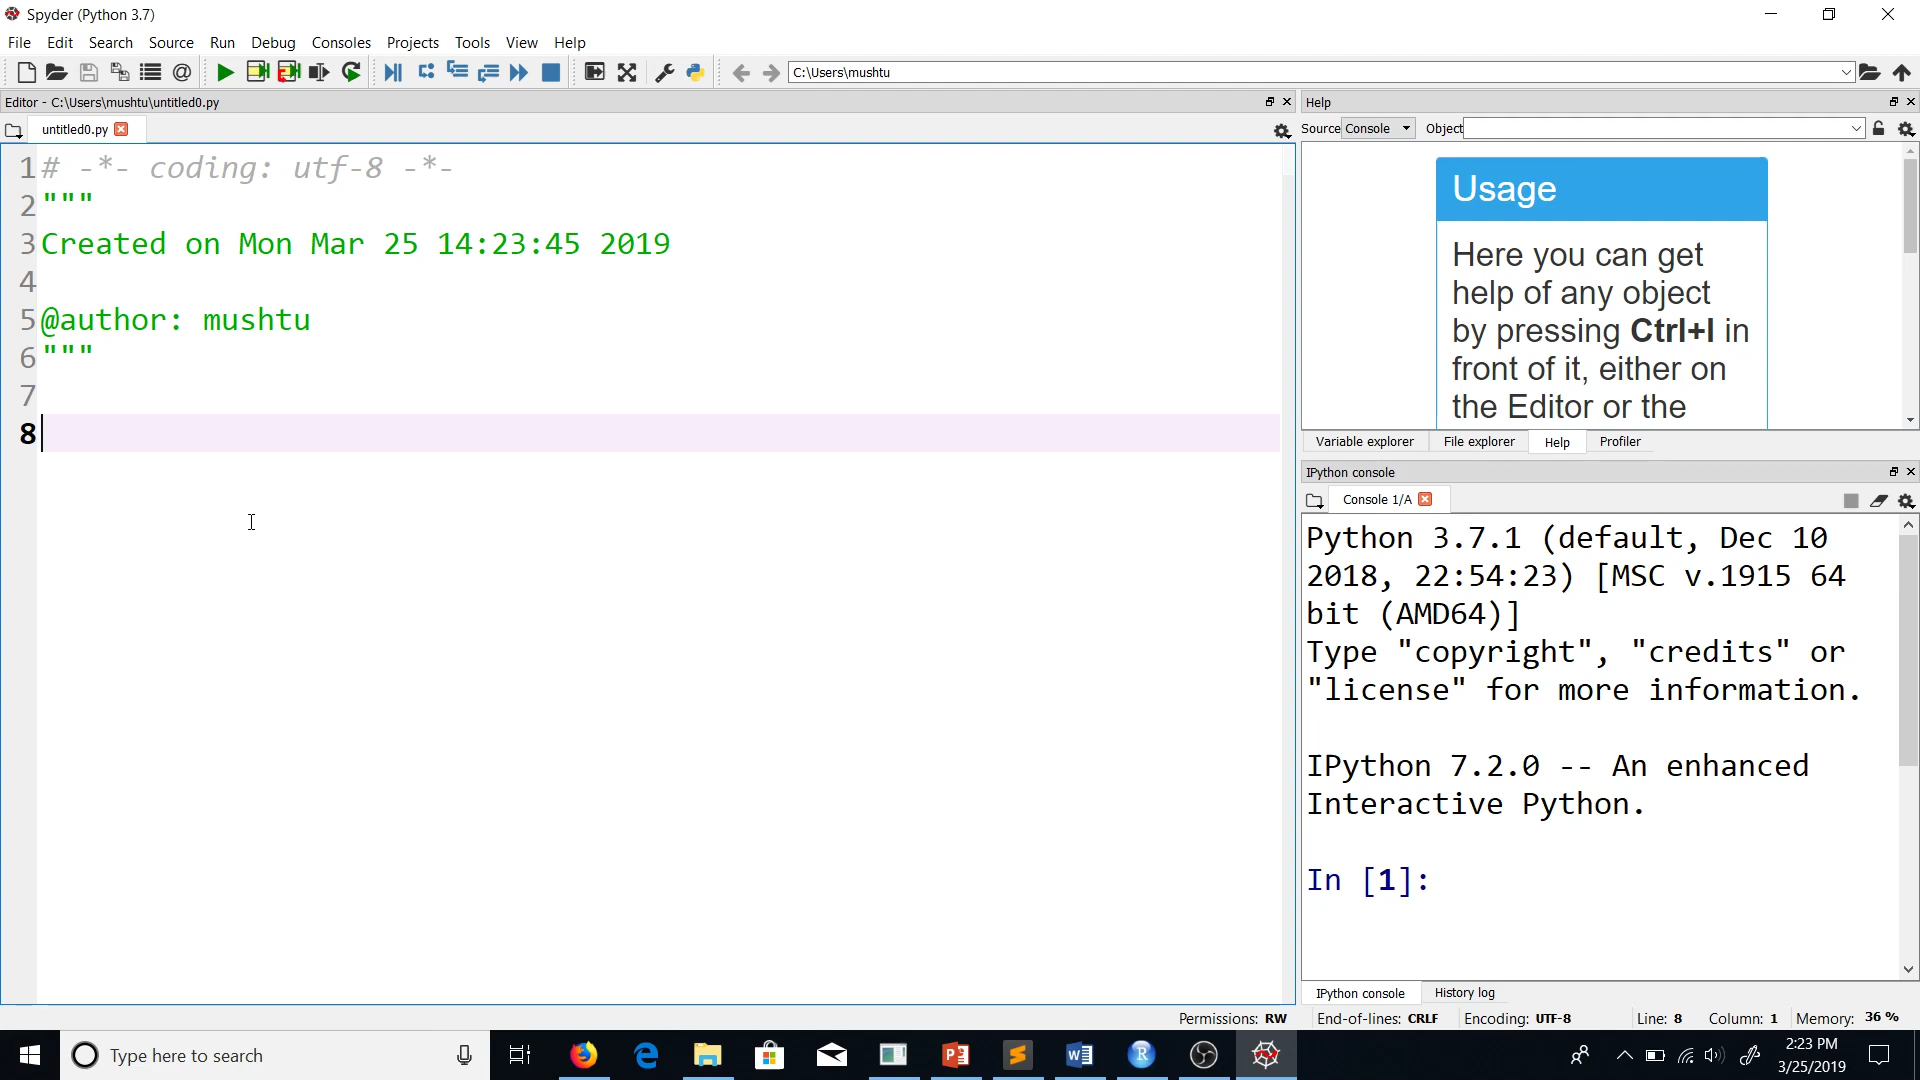 Spyder (Python 3.7)
File Edit Search Source Run Debug Consoles Projects Tools View Help
C:\Users\mushtu
Editor - C:\Users\mushtu\untitled0.py
untitled0.py
1 # -*- coding: utf-8 -*-
2 """
3 Created on Mon Mar 25 14:23:45 2019
4
5 @author: mushtu
6 """
7
8
Help
Source Console Object
Usage
Here you can get
help of any object
by pressing Ctrl+I in
front of it, either on
the Editor or the
Variable explorer File explorer Help Profiler
IPython console
Console 1/A
Python 3.7.1 (default, Dec 10
2018, 22:54:23) [MSC v.1915 64
bit (AMD64)]
Type "copyright", "credits" or
"license" for more information.
IPython 7.2.0 -- An enhanced
Interactive Python.
In [1]:
IPython console History log
Permissions: RW End-of-lines: CRLF Encoding: UTF-8 Line: 8 Column: 1 Memory: 36 %
Type here to search
2:23 PM
3/25/2019